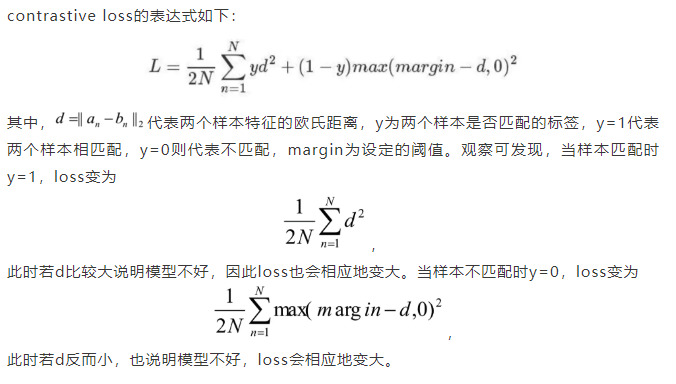 contrastive loss的表达式如下：
L = \frac{1}{2N} \sum_{n=1}^{N} yd^2 + (1 - y)max(margin - d, 0)^2
其中，d =‖ a_n - b_n ‖_2 代表两个样本特征的欧氏距离，y为两个样本是否匹配的标签，y=1代表
两个样本相匹配，y=0则代表不匹配，margin为设定的阈值。观察可发现，当样本匹配时
y=1，loss变为
\frac{1}{2N} \sum_{n=1}^{N} d^2 ，
此时若d比较大说明模型不好，因此loss也会相应地变大。当样本不匹配时y=0，loss变为
\frac{1}{2N} \sum_{n=1}^{N} max( margin - d,0)^2 ，
此时若d反而小，也说明模型不好，loss会相应地变大。